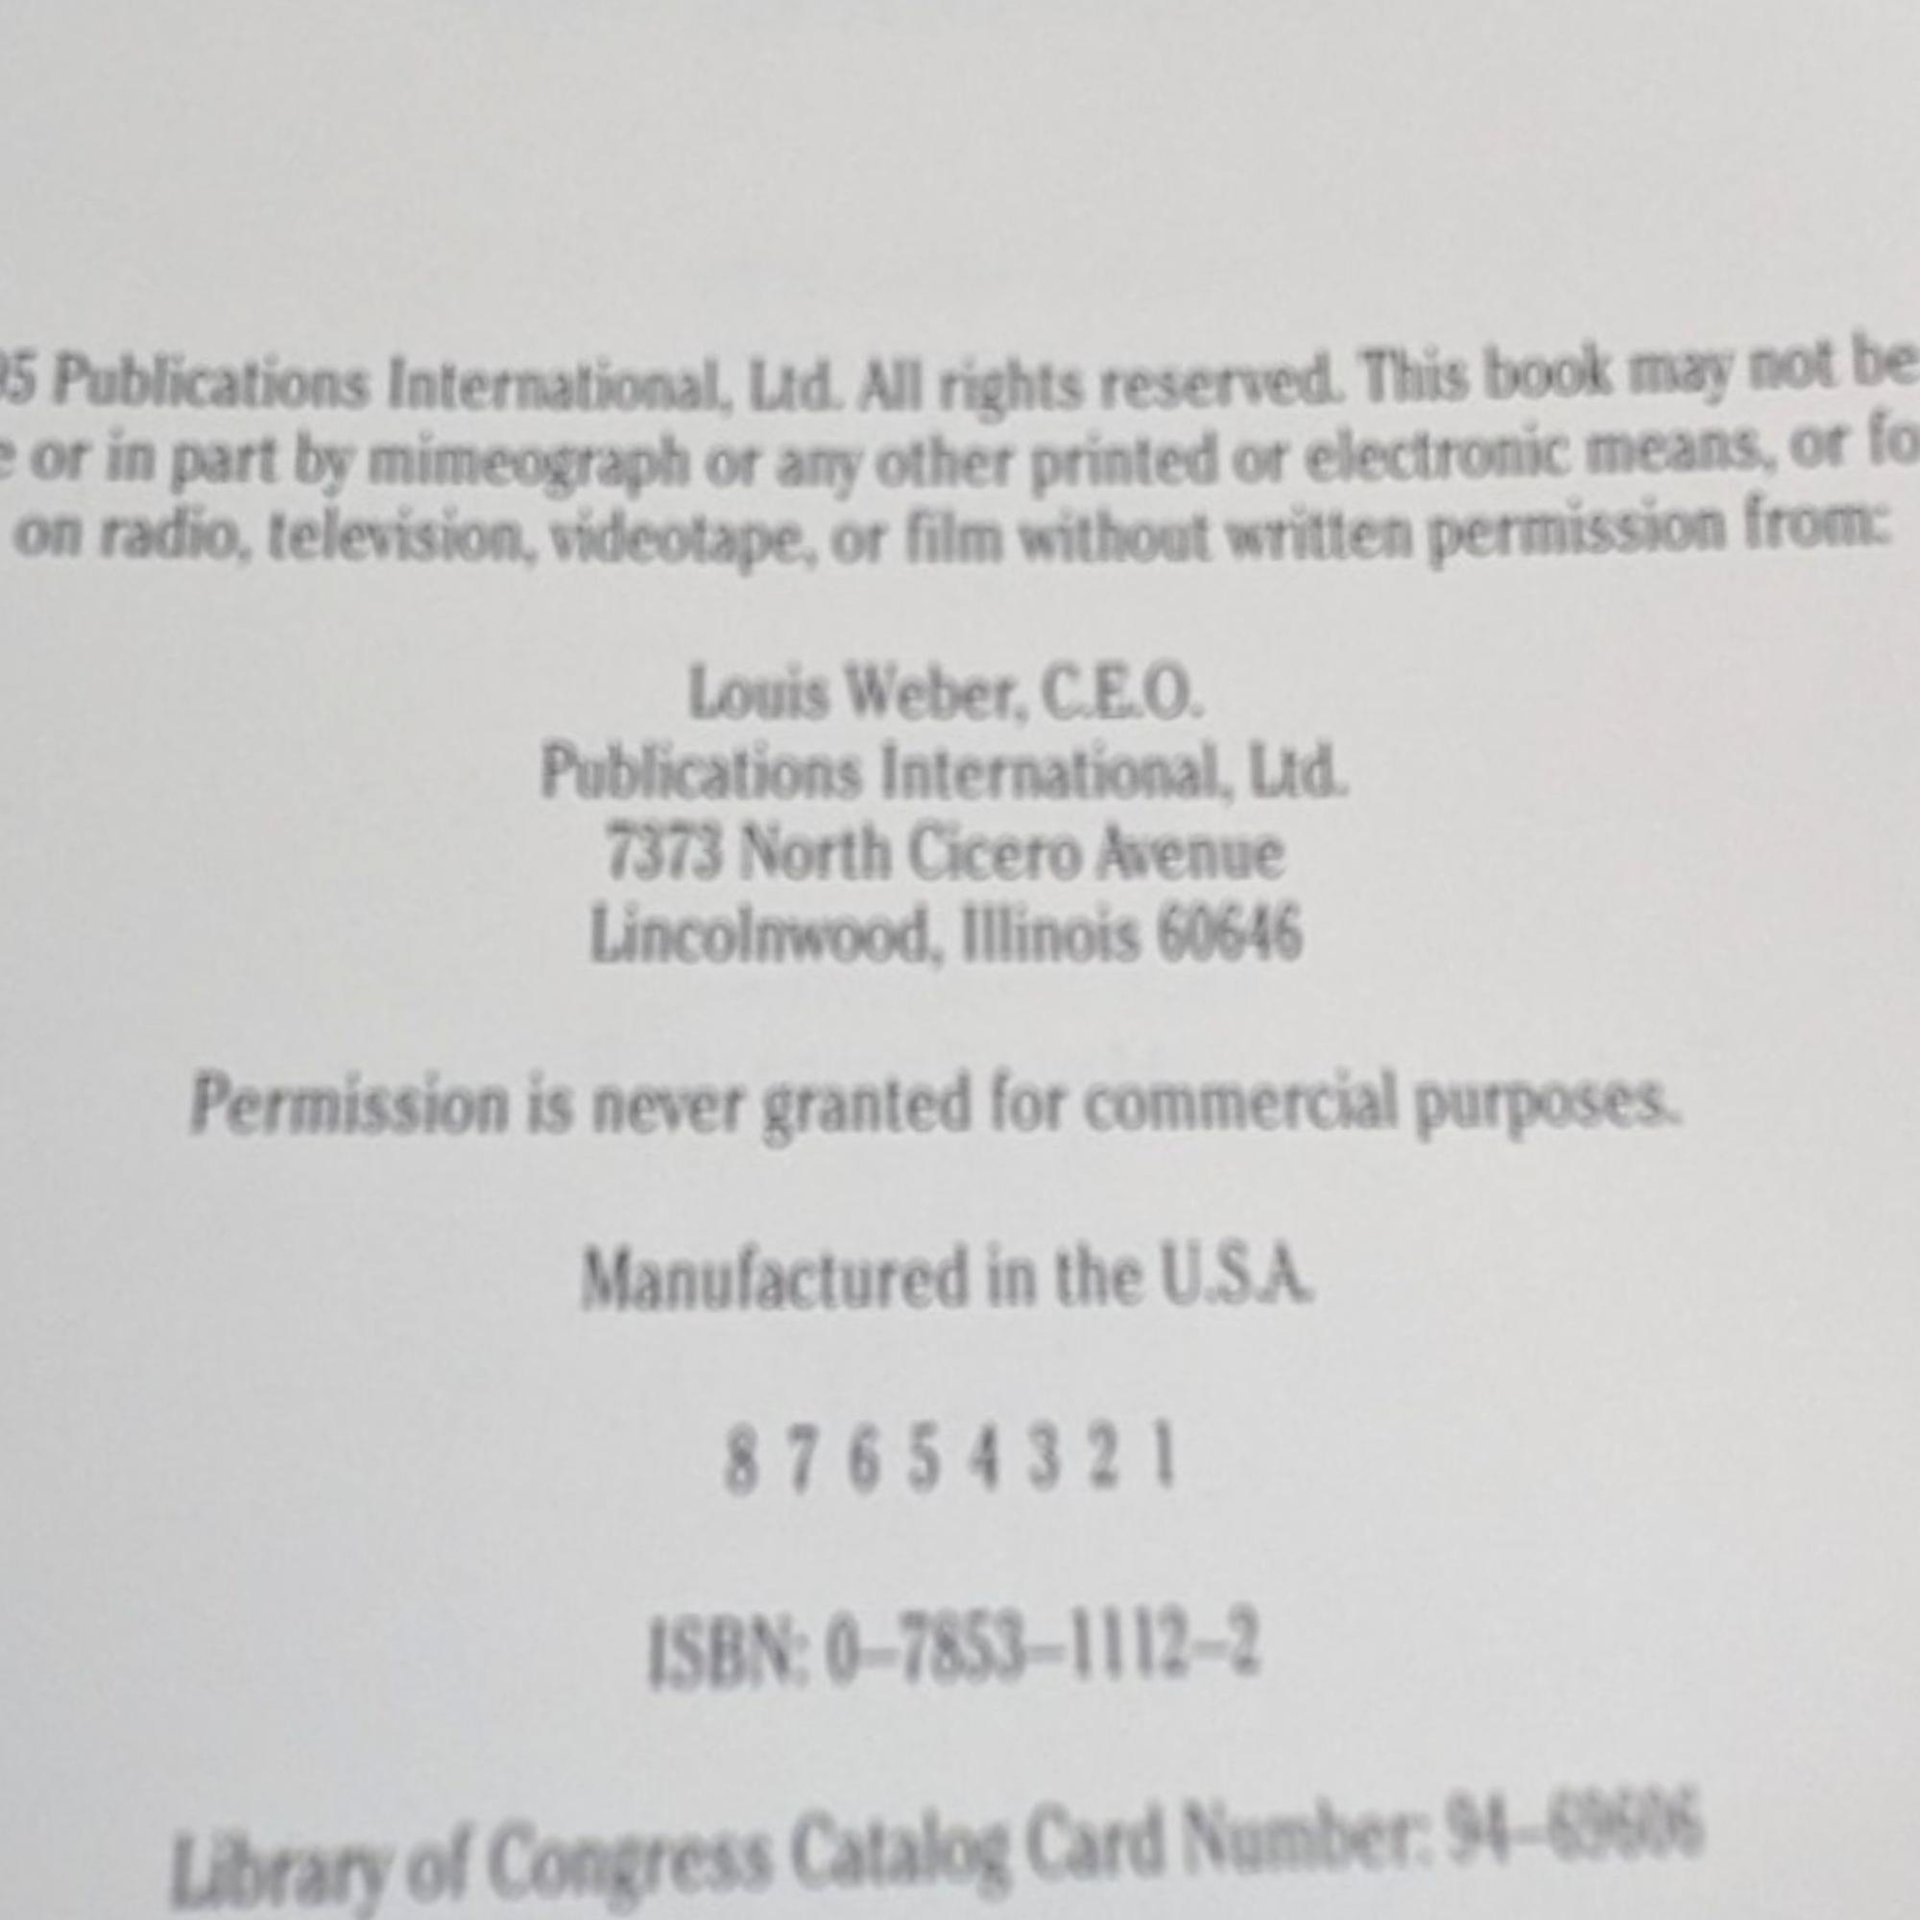 95 Publications International, Ltd. All rights reserved. This book may not be
e or in part by mimeograph or any other printed or electronic means, or fo
on radio, television, videotape, or film without written permission from:
Louis Weber, C.E.O.
Publications International, Ltd.
7373 North Cicero Avenue
Lincolnwood, Illinois 60646
Permission is never granted for commercial purposes.
Manufactured in the U.S.A.
8 7 6 5 4 3 2 1
ISBN: 0-7853-1112-2
Library of Congress Catalog Card Number: 94-69606